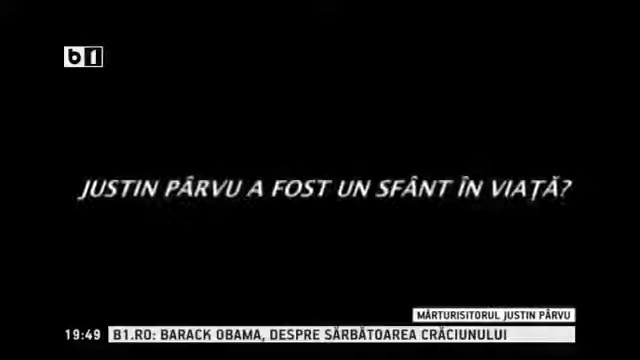 b1
JUSTIN PÂRVU A FOST UN SFÂNT ÎN VIAȚĂ?
MĂRTURISITORUL JUSTIN PÂRVU
19:49 B1.RO: BARACK OBAMA, DESPRE SĂRBĂTOAREA CRĂCIUNULUI